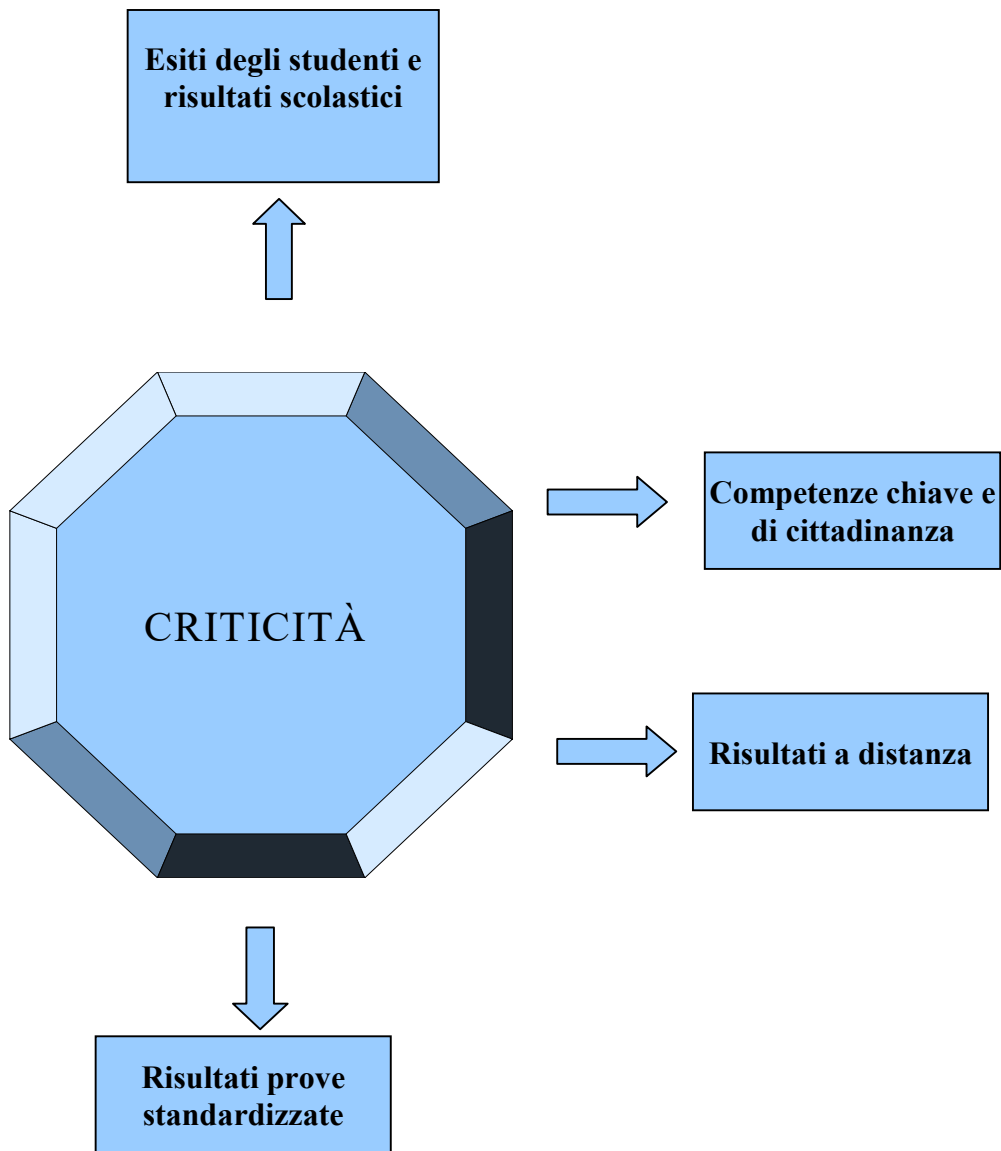 Esiti degli studenti e
risultati scolastici
Competenze chiave e
di cittadinanza
CRITICITÀ
Risultati a distanza
Risultati prove
standardizzate